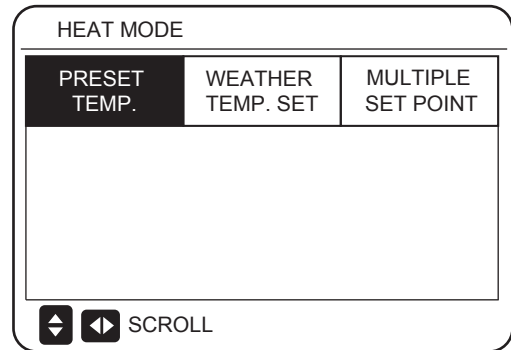 HEAT MODE
PRESET TEMP.
WEATHER TEMP. SET
MULTIPLE SET POINT
SCROLL